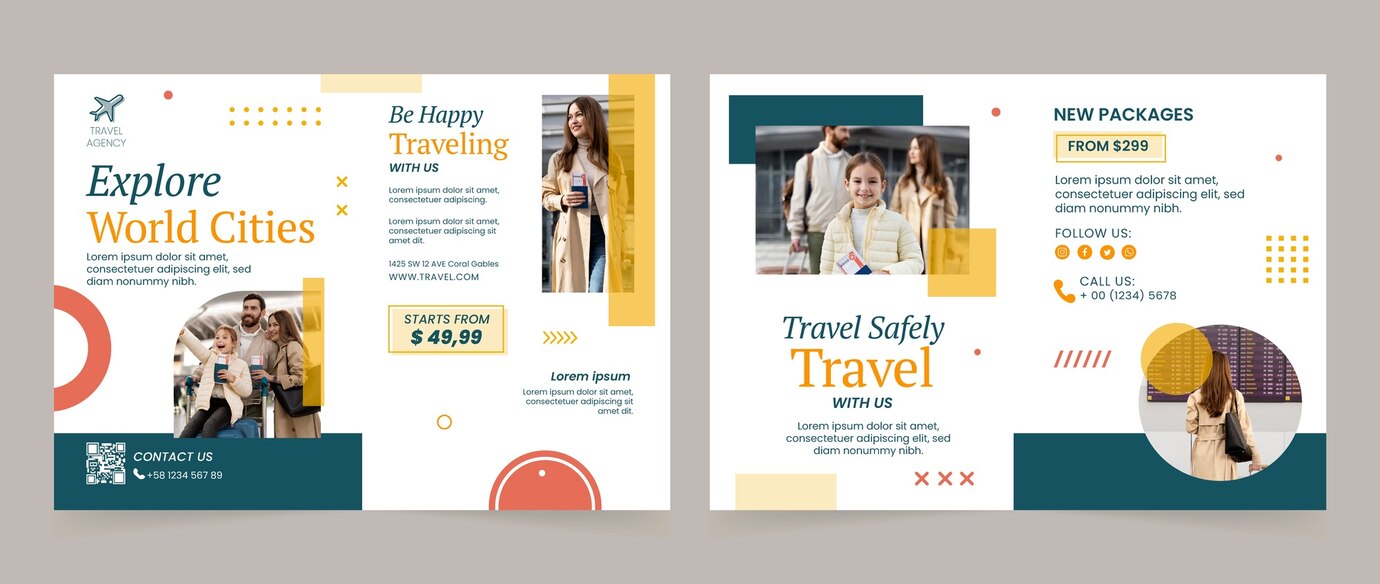 TRAVEL
AGENCY
Explore
World Cities
Lorem ipsum dolor sit amet,
consectetuer adipiscing elit, sed
diam nonummy nibh.
CONTACT US
+58 1234 567 89
Be Happy
Traveling
WITH US
Lorem ipsum dolor sit amet,
consectetuer adipiscing.
Lorem ipsum dolor sit amet,
consectetuer adipiscing sit
amet dit.
1425 SW 12 AVE Coral Gables
WWW.TRAVEL.COM
STARTS FROM
$ 49,99
Lorem ipsum
Lorem ipsum dolor sit amet,
consectetuer adipiscing sit
amet dit.
Travel Safely
Travel
WITH US
Lorem ipsum dolor sit amet,
consectetuer adipiscing elit, sed
diam nonummy nibh.
NEW PACKAGES
FROM $299
Lorem ipsum dolor sit amet,
consectetuer adipiscing elit, sed
diam nonummy nibh.
FOLLOW US:
CALL US:
+ 00 (1234) 5678